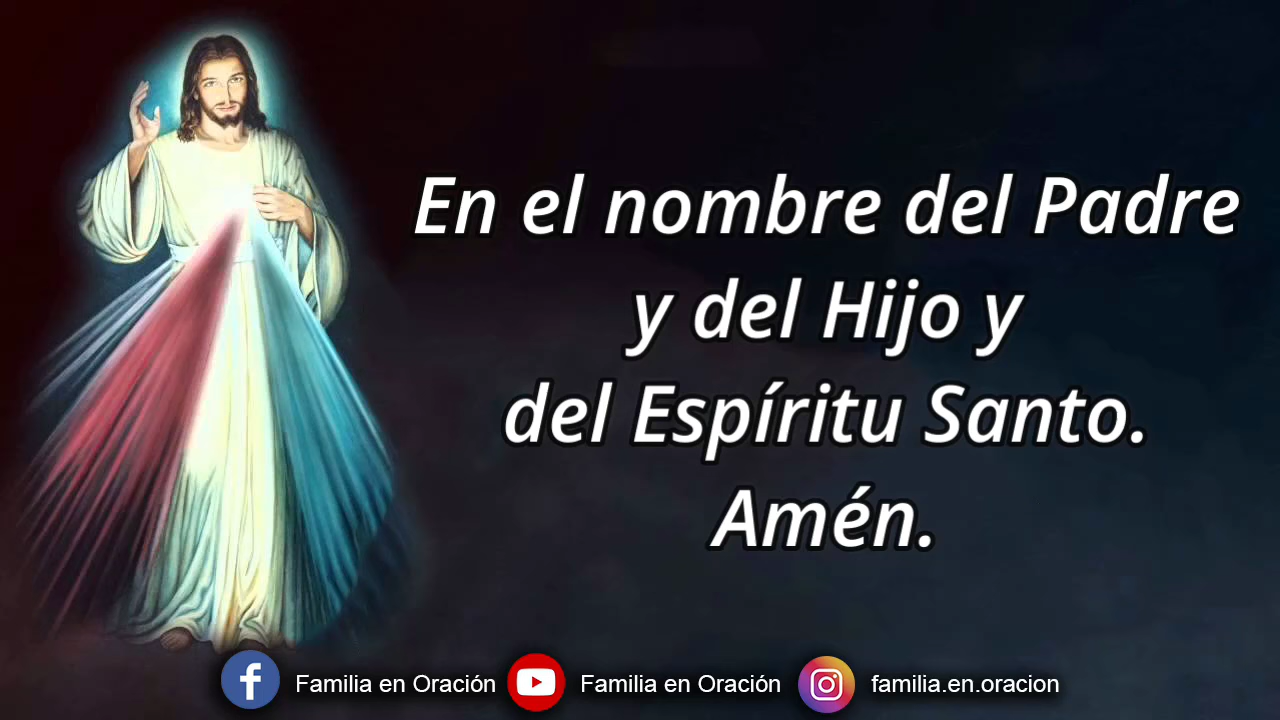 En el nombre del Padre
y del Hijo y
del Espíritu Santo.
Amén.
Familia en Oración Familia en Oración familia.en.oracion